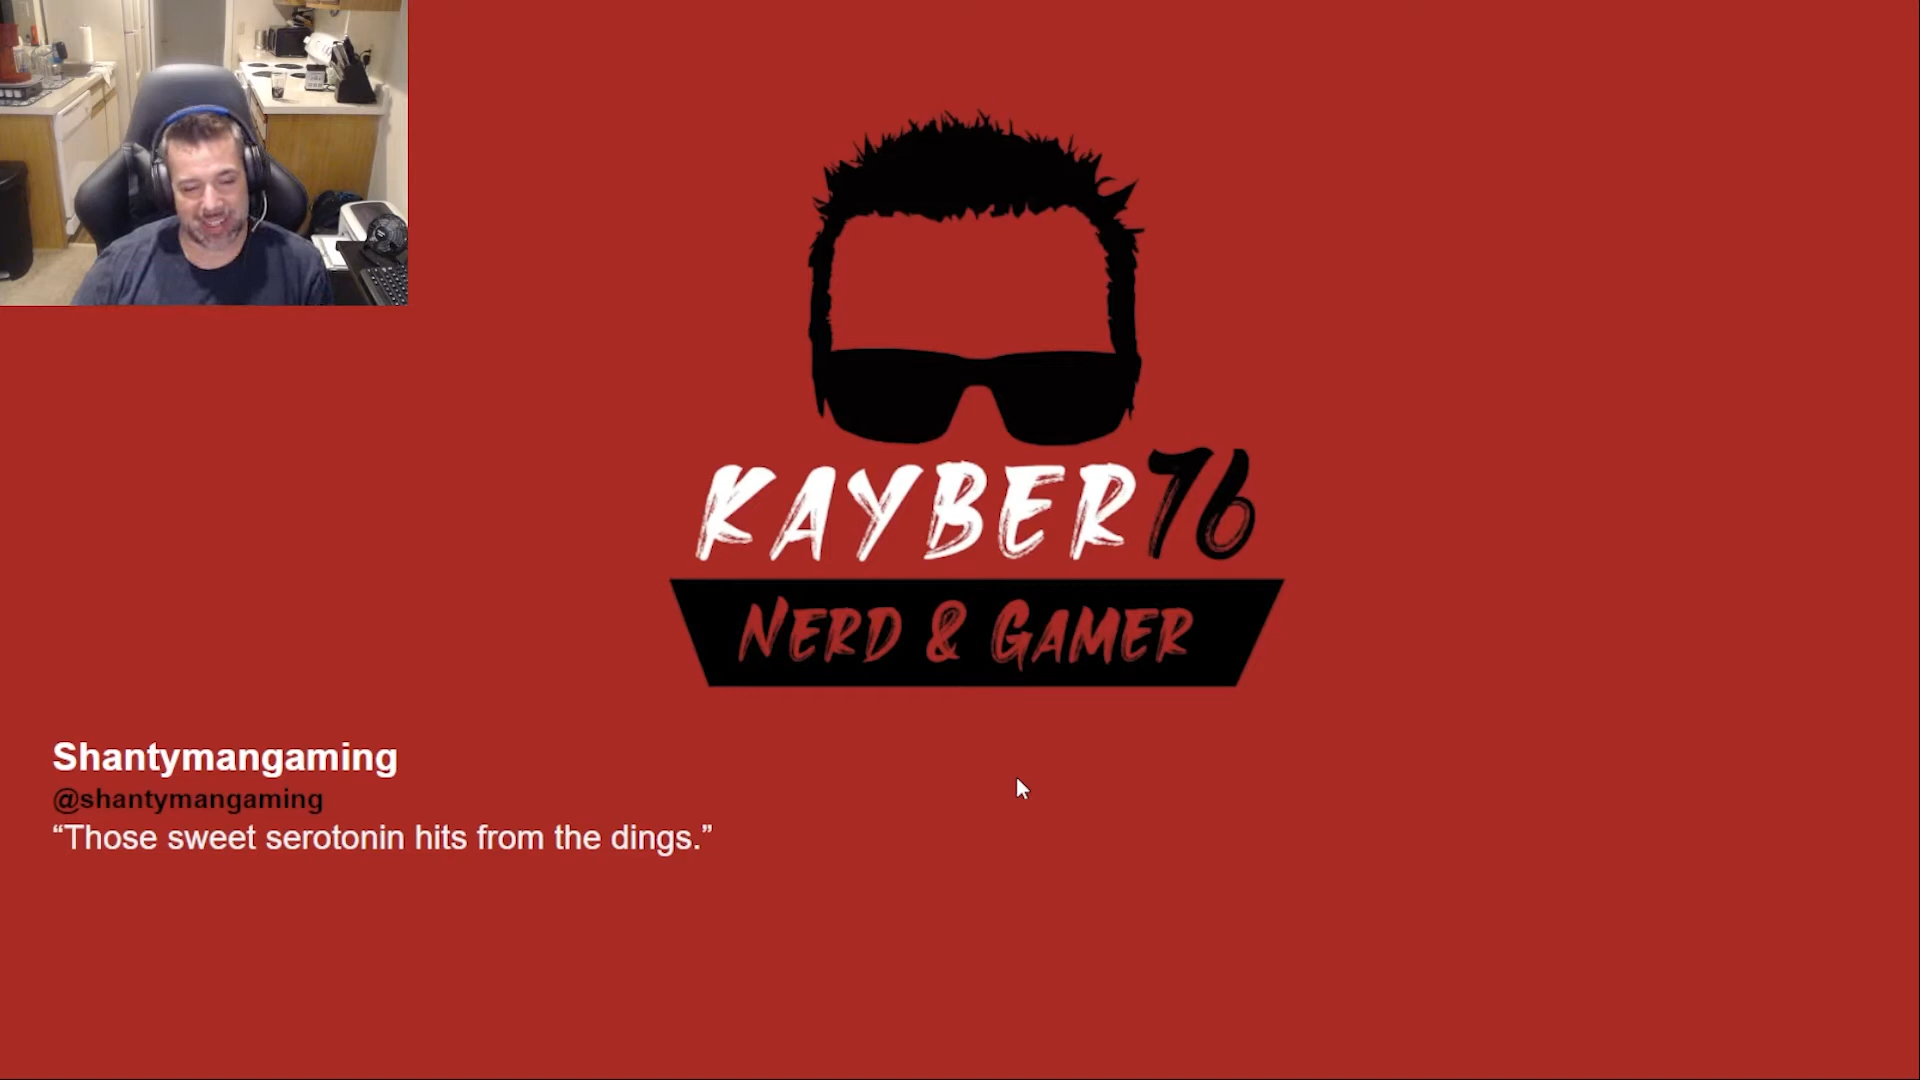 KAYBER76
NERD & GAMER
Shantymangaming
@shantymangaming
“Those sweet serotonin hits from the dings.”